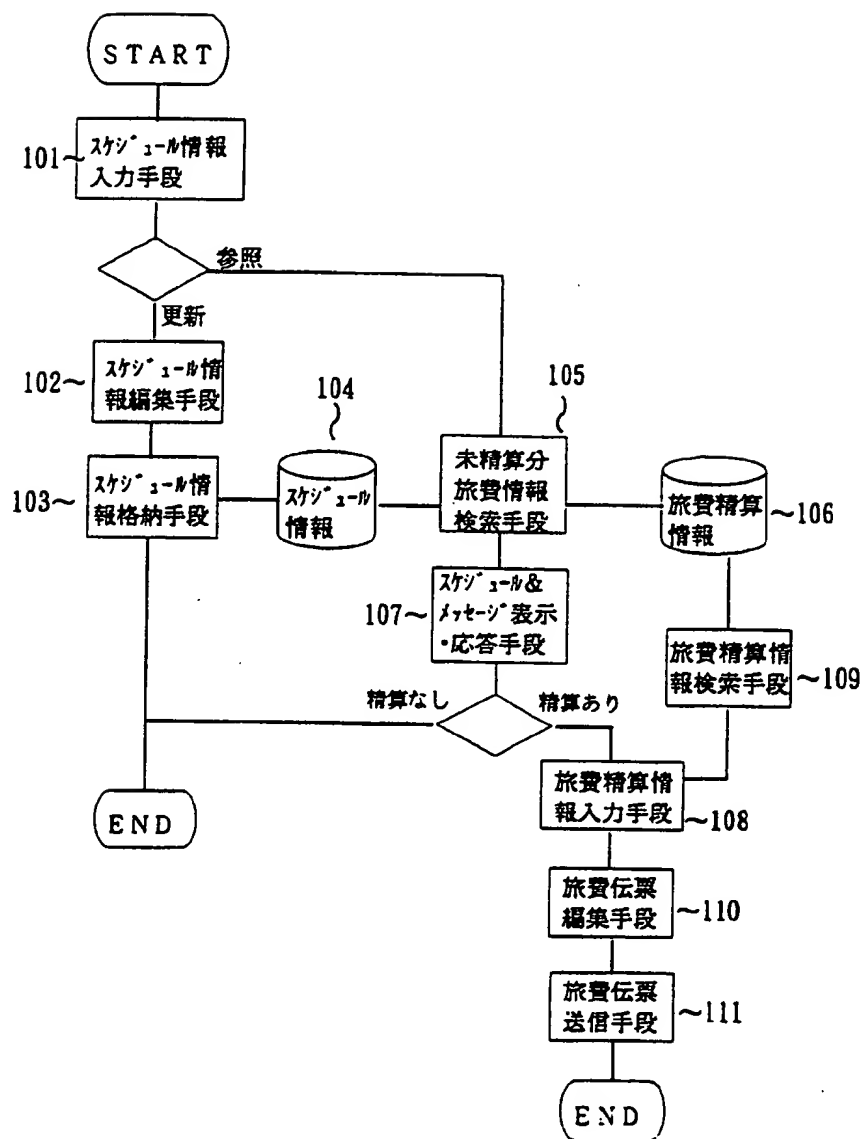 START
101~
スケジュール情報
入力手段
参照
更新
102~
スケジュール情
報編集手段
104
105
103~
スケジュール情
報格納手段
スケジュール
情報
未精算分
旅費情報
検索手段
旅費精算
情報
~106
107~
スケジュール&
メッセージ表示
・応答手段
旅費精算情
報検索手段
~109
精算なし
精算あり
END
旅費精算情
報入力手段
~108
旅費伝票
編集手段
~110
旅費伝票
送信手段
~111
END